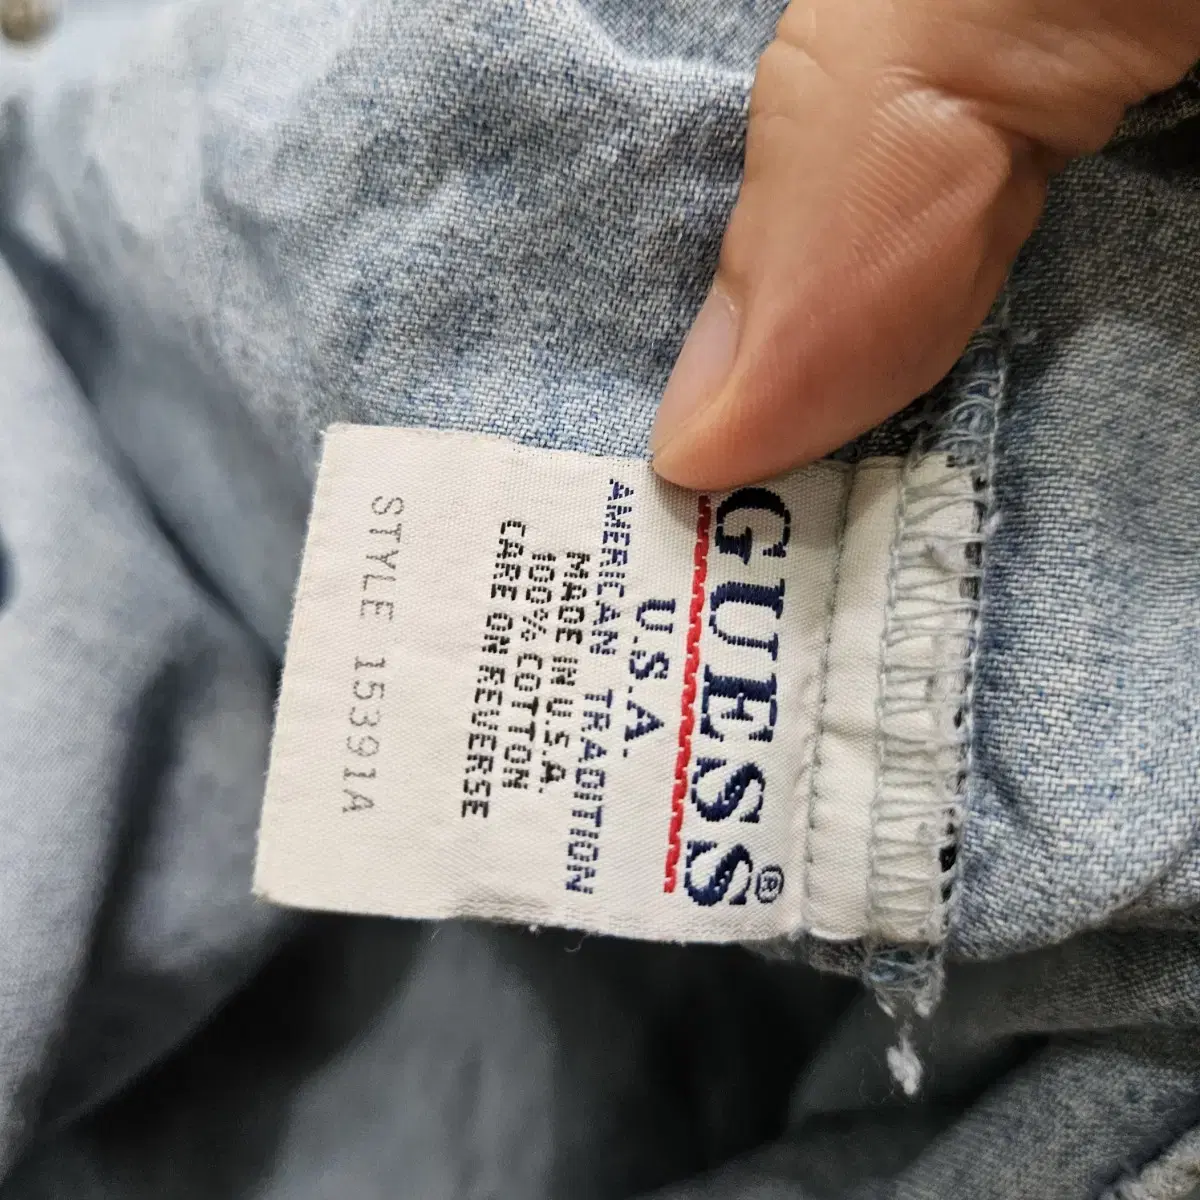 GUESS®
U.S.A.
AMERICAN TRADITION
MADE IN U.S.A.
100% COTTON
CARE ON REVERSE
STYLE 15391A